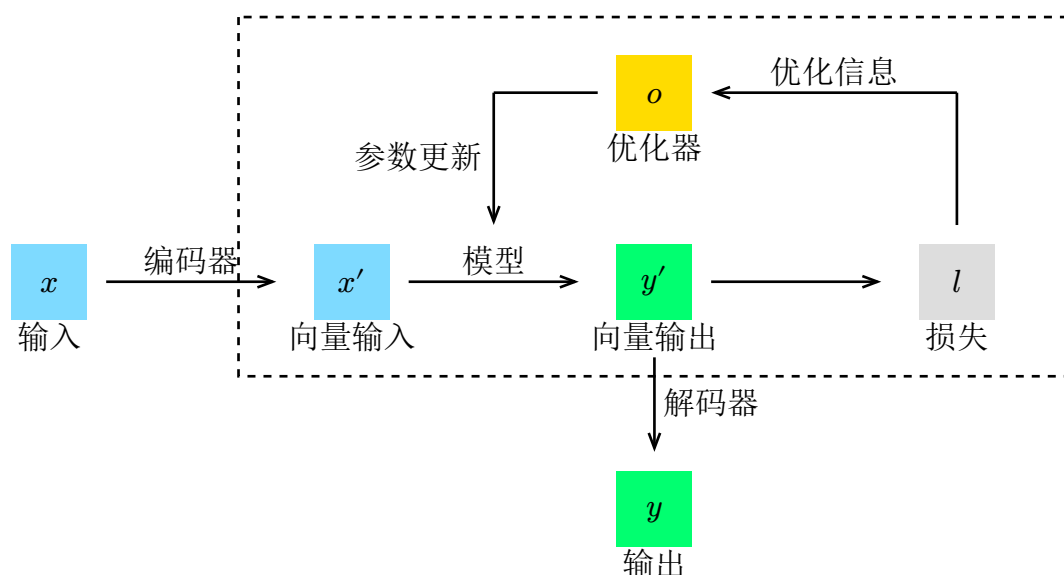 优化信息
o
优化器
参数更新
编码器
模型
x
x′
y′
l
输入
向量输入
向量输出
损失
解码器
y
输出